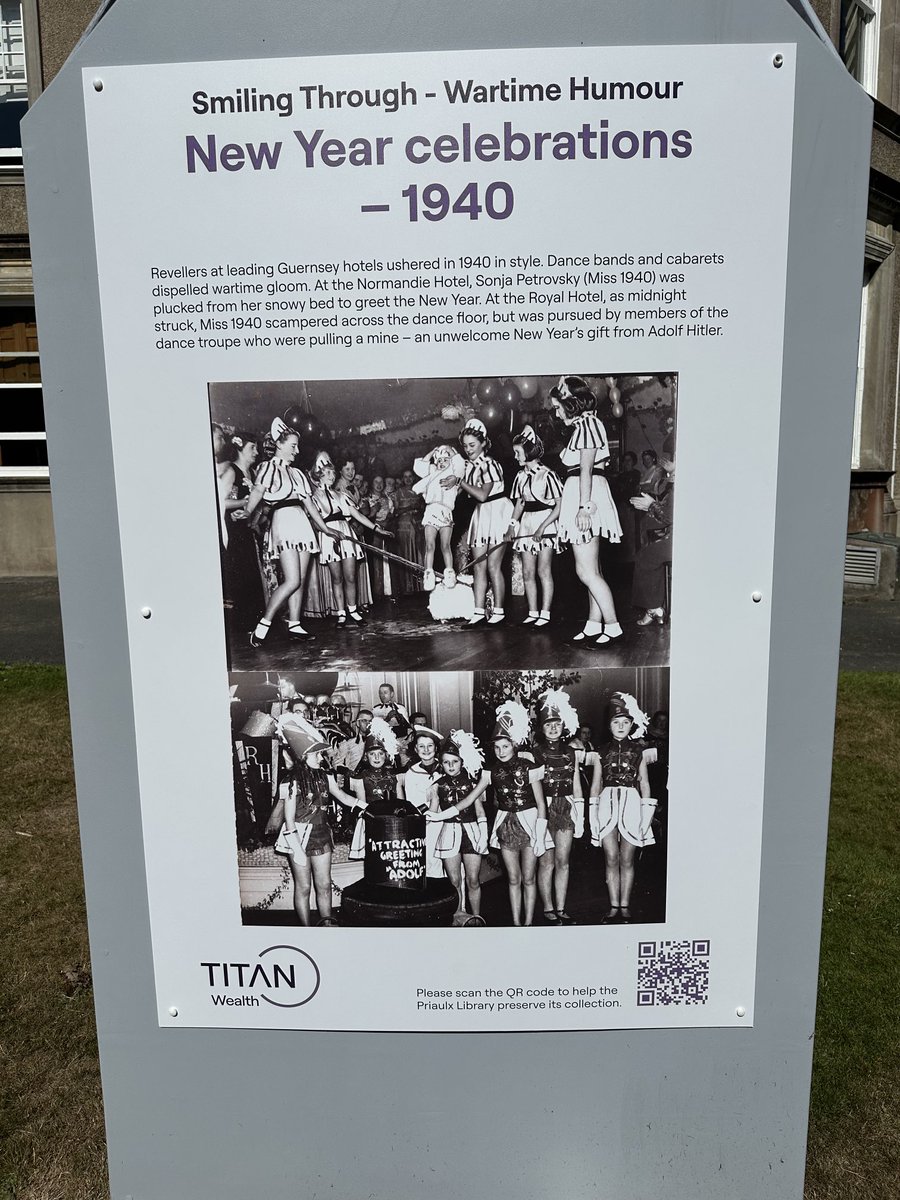 Smiling Through - Wartime Humour
New Year celebrations
– 1940
Revellers at leading Guernsey hotels ushered in 1940 in style. Dance bands and cabarets
dispelled wartime gloom. At the Normandie Hotel, Sonja Petrovsky (Miss 1940) was
plucked from her snowy bed to greet the New Year. At the Royal Hotel, as midnight
struck, Miss 1940 scampered across the dance floor, but was pursued by members of the
dance troupe who were pulling a mine – an unwelcome New Year's gift from Adolf Hitler.
R
H
"ATTRACTIV
GREETING
FROM
"ADOLF"
TITAN
Wealth
Please scan the QR code to help the
Priaulx Library preserve its collection.